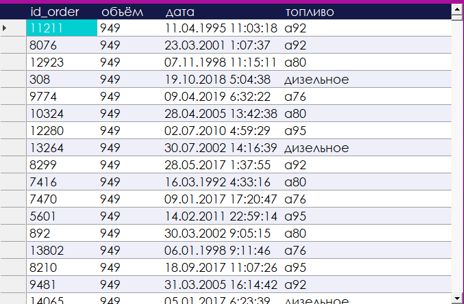 id_order объём дата топливо
11211 949 11.04.1995 11:03:18 а92
8076 949 23.03.2001 1:07:37 а92
12923 949 07.11.1998 11:15:11 а80
308 949 19.10.2018 5:04:38 дизельное
9774 949 09.04.2019 6:32:22 а76
10324 949 28.04.2005 13:42:38 а80
12280 949 02.07.2010 4:59:29 а95
13264 949 30.07.2002 14:16:39 дизельное
8299 949 28.05.2017 1:37:55 а92
7416 949 16.03.1992 4:33:16 а80
7470 949 09.01.2017 17:20:47 а76
5601 949 14.02.2011 22:59:14 а95
892 949 30.03.2002 9:05:15 а80
13802 949 06.01.1998 9:11:46 а76
8210 949 18.09.2017 11:07:26 а95
9481 949 31.03.2005 16:14:42 а92
14065 949 05.01.2017 6:23:39 дизельное